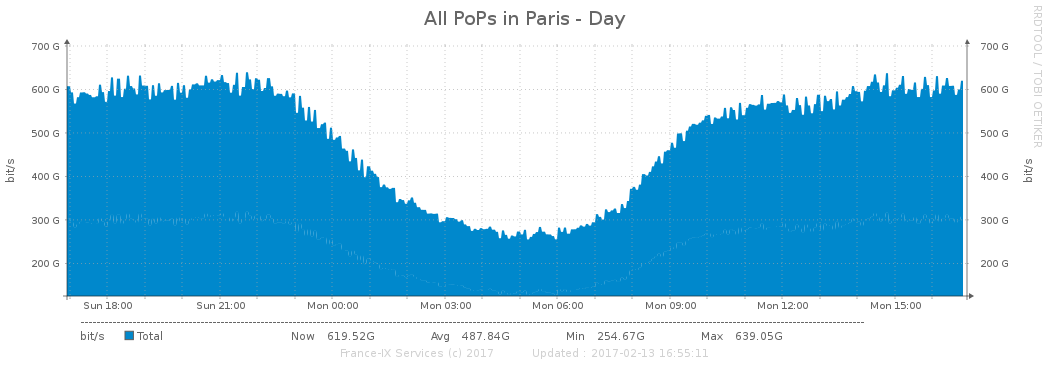 All PoPs in Paris - Day
RRDTOOL / TOBI OETIKER
700 G 700 G
600 G 600 G
500 G 500 G
400 G 400 G
300 G 300 G
200 G 200 G
bit/s bit/s
Sun 18:00 Sun 21:00 Mon 00:00 Mon 03:00 Mon 06:00 Mon 09:00 Mon 12:00 Mon 15:00
bit/s Total Now 619.52G Avg 487.84G Min 254.67G Max 639.05G
France-IX Services (c) 2017 Updated : 2017-02-13 16:55:11